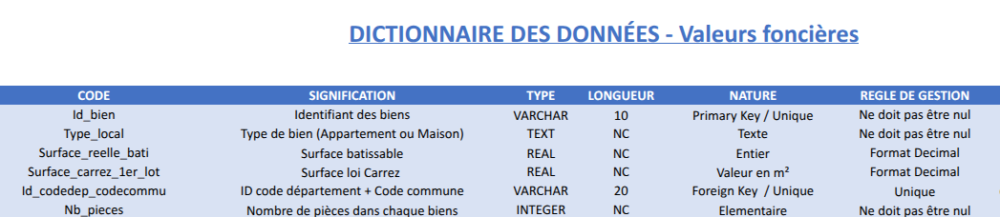 DICTIONNAIRE DES DONNÉES - Valeurs foncières
CODE SIGNIFICATION TYPE LONGUEUR NATURE REGLE DE GESTION
Id_bien Identifiant des biens VARCHAR 10 Primary Key / Unique Ne doit pas être nul
Type_local Type de bien (Appartement ou Maison) TEXT NC Texte Ne doit pas être nul
Surface_reelle_bati Surface batissable REAL NC Entier Format Decimal
Surface_carrez_1er_lot Surface loi Carrez REAL NC Valeur en m² Format Decimal
Id_codedep_codecommu ID code département + Code commune VARCHAR 20 Foreign Key / Unique Unique
Nb_pieces Nombre de pièces dans chaque biens INTEGER NC Elementaire Ne doit pas être nul